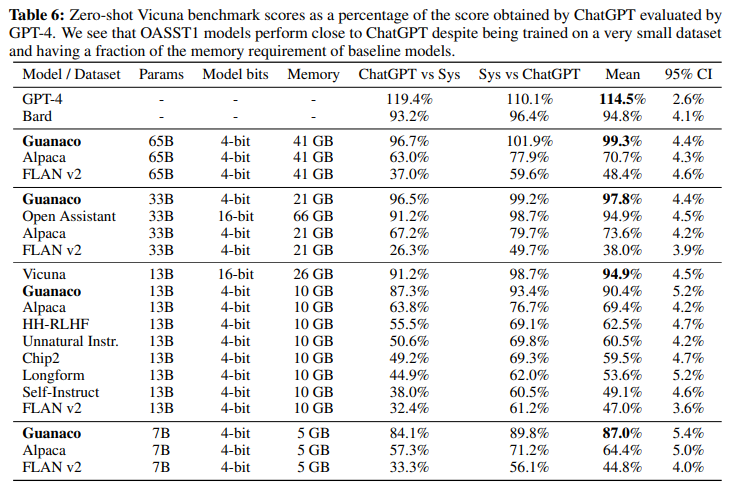 Table 6: Zero-shot Vicuna benchmark scores as a percentage of the score obtained by ChatGPT evaluated by
GPT-4. We see that OASST1 models perform close to ChatGPT despite being trained on a very small dataset
and having a fraction of the memory requirement of baseline models.
Model / Dataset Params Model bits Memory ChatGPT vs Sys Sys vs ChatGPT Mean 95% CI
GPT-4 - - - 119.4% 110.1% 114.5% 2.6%
Bard - - - 93.2% 96.4% 94.8% 4.1%
Guanaco 65B 4-bit 41 GB 96.7% 101.9% 99.3% 4.4%
Alpaca 65B 4-bit 41 GB 63.0% 77.9% 70.7% 4.3%
FLAN v2 65B 4-bit 41 GB 37.0% 59.6% 48.4% 4.6%
Guanaco 33B 4-bit 21 GB 96.5% 99.2% 97.8% 4.4%
Open Assistant 33B 16-bit 66 GB 91.2% 98.7% 94.9% 4.5%
Alpaca 33B 4-bit 21 GB 67.2% 79.7% 73.6% 4.2%
FLAN v2 33B 4-bit 21 GB 26.3% 49.7% 38.0% 3.9%
Vicuna 13B 16-bit 26 GB 91.2% 98.7% 94.9% 4.5%
Guanaco 13B 4-bit 10 GB 87.3% 93.4% 90.4% 5.2%
Alpaca 13B 4-bit 10 GB 63.8% 76.7% 69.4% 4.2%
HH-RLHF 13B 4-bit 10 GB 55.5% 69.1% 62.5% 4.7%
Unnatural Instr. 13B 4-bit 10 GB 50.6% 69.8% 60.5% 4.2%
Chip2 13B 4-bit 10 GB 49.2% 69.3% 59.5% 4.7%
Longform 13B 4-bit 10 GB 44.9% 62.0% 53.6% 5.2%
Self-Instruct 13B 4-bit 10 GB 38.0% 60.5% 49.1% 4.6%
FLAN v2 13B 4-bit 10 GB 32.4% 61.2% 47.0% 3.6%
Guanaco 7B 4-bit 5 GB 84.1% 89.8% 87.0% 5.4%
Alpaca 7B 4-bit 5 GB 57.3% 71.2% 64.4% 5.0%
FLAN v2 7B 4-bit 5 GB 33.3% 56.1% 44.8% 4.0%